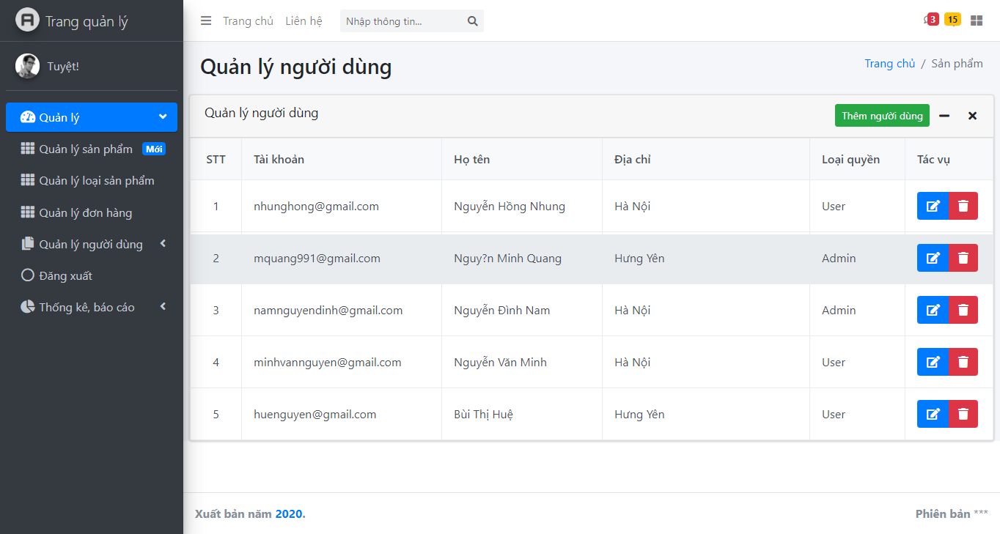 Trang quản lý
Trang chủ Liên hệ Nhập thông tin... 3 15
Tuyệt!
Quản lý người dùng
Trang chủ / Sản phẩm
Quản lý
Quản lý sản phẩm Mới
Quản lý loại sản phẩm
Quản lý đơn hàng
Quản lý người dùng
Đăng xuất
Thống kê, báo cáo
Quản lý người dùng Thêm người dùng
STT Tài khoản Họ tên Địa chỉ Loại quyền Tác vụ
1 nhunghong@gmail.com Nguyễn Hồng Nhung Hà Nội User
2 mquang991@gmail.com Nguy?n Minh Quang Hưng Yên Admin
3 namnguyendinh@gmail.com Nguyễn Đình Nam Hà Nội Admin
4 minhvannguyen@gmail.com Nguyễn Văn Minh Hà Nội User
5 huenguyen@gmail.com Bùi Thị Huệ Hưng Yên User
Xuất bản năm 2020. Phiên bản ***